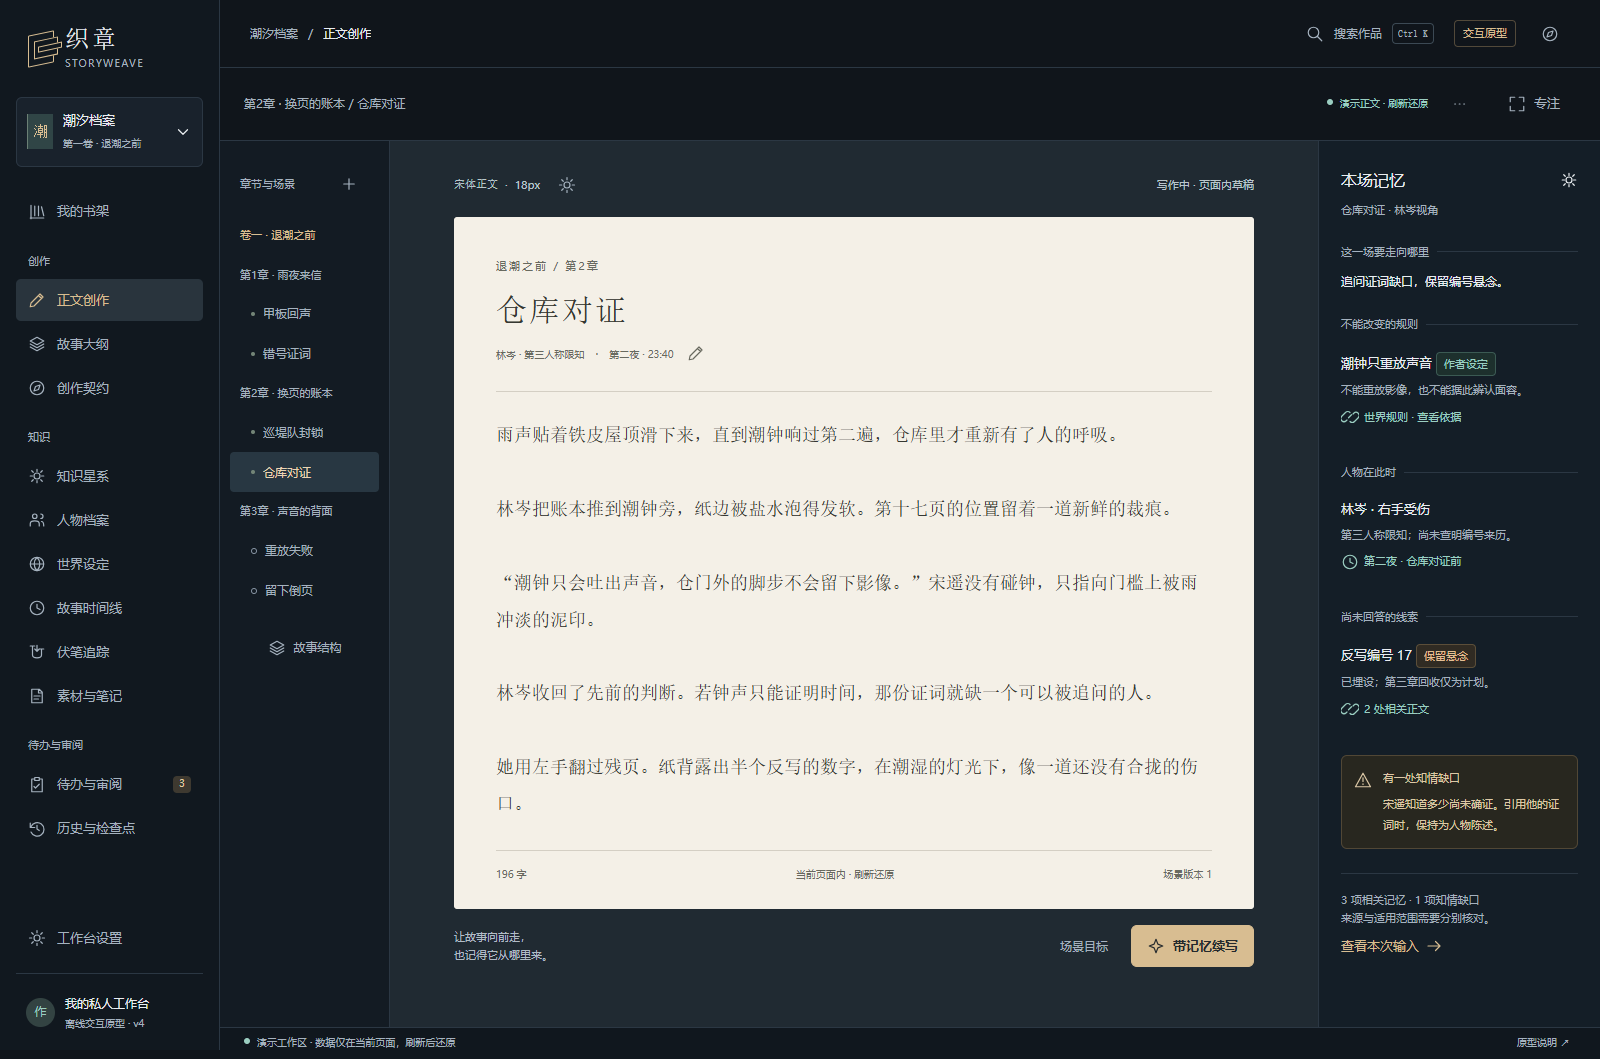 织章
STORYWEAVE
潮
潮汐档案
第一卷 · 退潮之前
我的书架
创作
正文创作
故事大纲
创作契约
知识
知识星系
人物档案
世界设定
故事时间线
伏笔追踪
素材与笔记
待办与审阅
待办与审阅
3
历史与检查点
工作台设置
作
我的私人工作台
离线交互原型 · v4
潮汐档案 / 正文创作
搜索作品
Ctrl K
交互原型
第2章 · 换页的账本 / 仓库对证
演示正文 · 刷新还原
···
专注
章节与场景
卷一 · 退潮之前
第1章 · 雨夜来信
甲板回声
错号证词
第2章 · 换页的账本
巡堤队封锁
仓库对证
第3章 · 声音的背面
重放失败
留下倒页
故事结构
宋体正文 · 18px
写作中 · 页面内草稿
退潮之前 / 第2章
仓库对证
林岑 · 第三人称限知 · 第二夜 · 23:40
雨声贴着铁皮屋顶滑下来，直到潮钟响过第二遍，仓库里才重新有了人的呼吸。
林岑把账本推到潮钟旁，纸边被盐水泡得发软。第十七页的位置留着一道新鲜的裁痕。
“潮钟只会吐出声音，仓门外的脚步不会留下影像。”宋遥没有碰钟，只指向门槛上被雨
冲淡的泥印。
林岑收回了先前的判断。若钟声只能证明时间，那份证词就缺一个可以被追问的人。
她用左手翻过残页。纸背露出半个反写的数字，在潮湿的灯光下，像一道还没有合拢的伤
口。
196 字
当前页面内 · 刷新还原
场景版本 1
让故事向前走，
也记得它从哪里来。
场景目标
带记忆续写
本场记忆
仓库对证 · 林岑视角
这一场要走向哪里
追问证词缺口，保留编号悬念。
不能改变的规则
潮钟只重放声音
作者设定
不能重放影像，也不能据此辨认面容。
世界规则 · 查看依据
人物在此时
林岑 · 右手受伤
第三人称限知；尚未查明编号来历。
第二夜 · 仓库对证前
尚未回答的线索
反写编号 17
保留悬念
已埋设；第三章回收仅为计划。
2 处相关正文
有一处知情缺口
宋遥知道多少尚未确证。引用他的证
词时，保持为人物陈述。
3 项相关记忆 · 1 项知情缺口
来源与适用范围需要分别核对。
查看本次输入 →
演示工作区 · 数据仅在当前页面，刷新后还原
原型说明 ↗